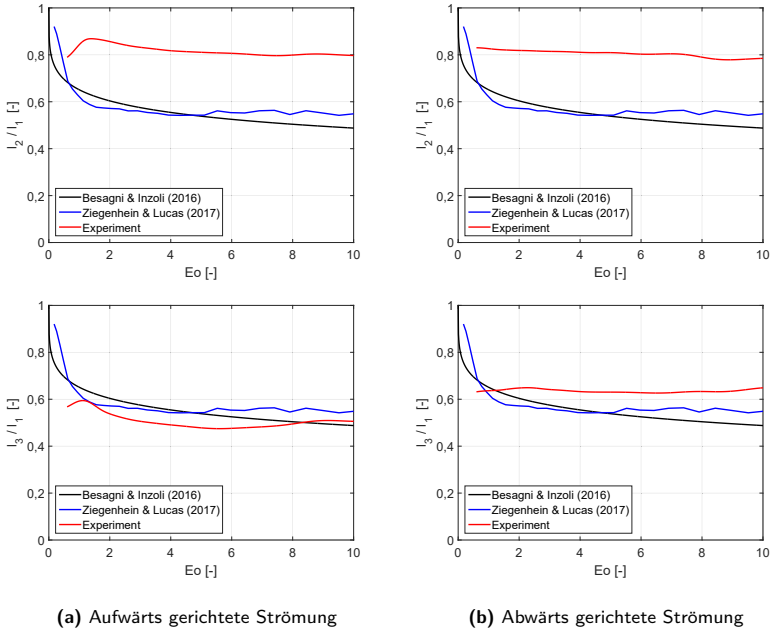 1
0,8
0,6
0,4
0,2
0
I2 / I1 [-]
Besagni & Inzoli (2016)
Ziegenhein & Lucas (2017)
Experiment
0 2 4 6 8 10
Eo [-]
1
0,8
0,6
0,4
0,2
0
I2 / I1 [-]
Besagni & Inzoli (2016)
Ziegenhein & Lucas (2017)
Experiment
0 2 4 6 8 10
Eo [-]
1
0,8
0,6
0,4
0,2
0
I3 / I1 [-]
Besagni & Inzoli (2016)
Ziegenhein & Lucas (2017)
Experiment
0 2 4 6 8 10
Eo [-]
1
0,8
0,6
0,4
0,2
0
I3 / I1 [-]
Besagni & Inzoli (2016)
Ziegenhein & Lucas (2017)
Experiment
0 2 4 6 8 10
Eo [-]
(a) Aufwärts gerichtete Strömung
(b) Abwärts gerichtete Strömung